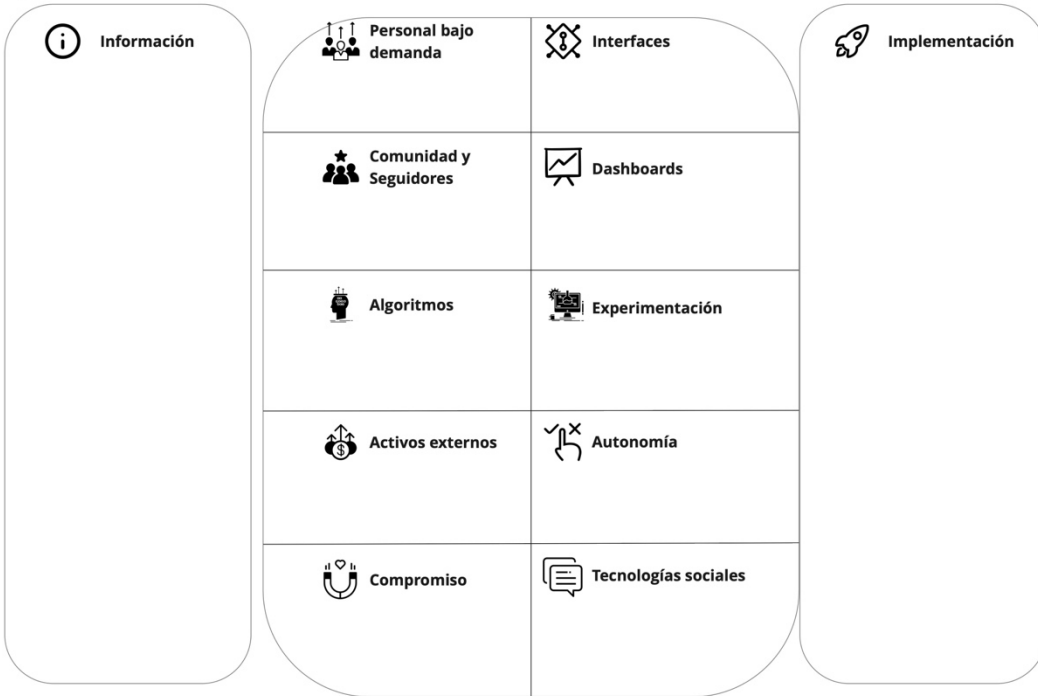 Información
Personal bajo
demanda
Interfaces
Implementación
Comunidad y
Seguidores
Dashboards
Algoritmos
Experimentación
Activos externos
Autonomía
Compromiso
Tecnologías sociales